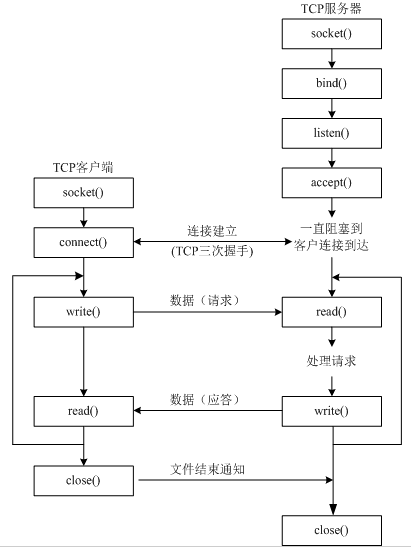 TCP服务器
socket()
bind()
listen()
accept()
TCP客户端
socket()
connect()
连接建立
(TCP三次握手)
一直阻塞到
客户连接到达
write()
数据（请求）
read()
处理请求
read()
数据（应答）
write()
close()
文件结束通知
close()